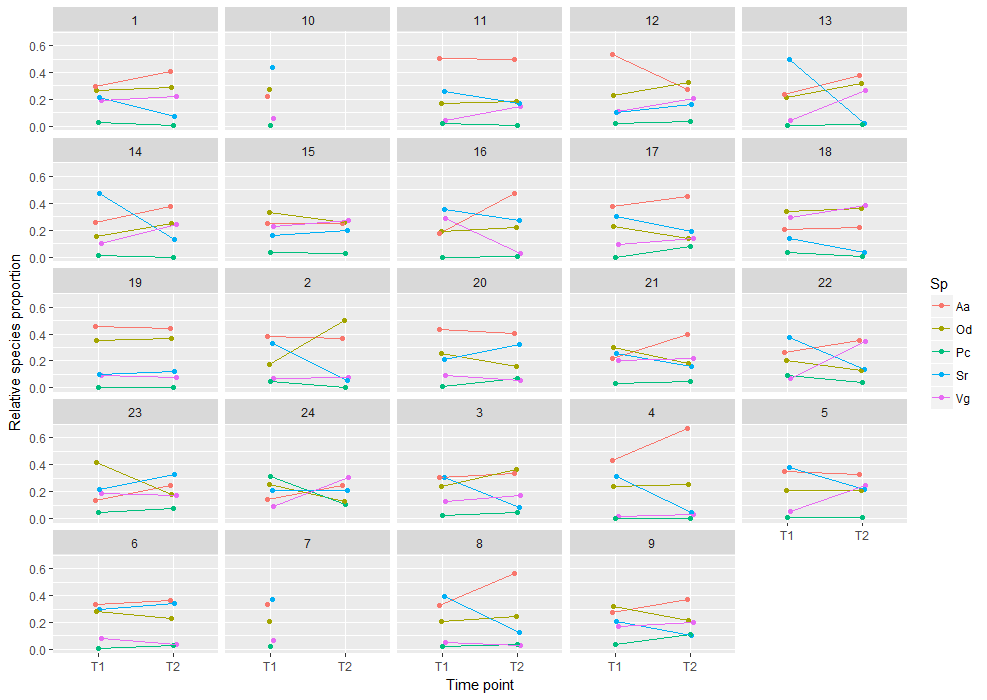 1 10 11 12 13
0.6
0.4
0.2
0.0
14 15 16 17 18
0.6
0.4
0.2
0.0
19 2 20 21 22
0.6
0.4
0.2
0.0
23 24 3 4 5
0.6
0.4
0.2
0.0
T1 T2
6 7 8 9
0.6
0.4
0.2
0.0
T1 T2 T1 T2 T1 T2 T1 T2
Time point
Relative species proportion
Sp
Aa
Od
Pc
Sr
Vg